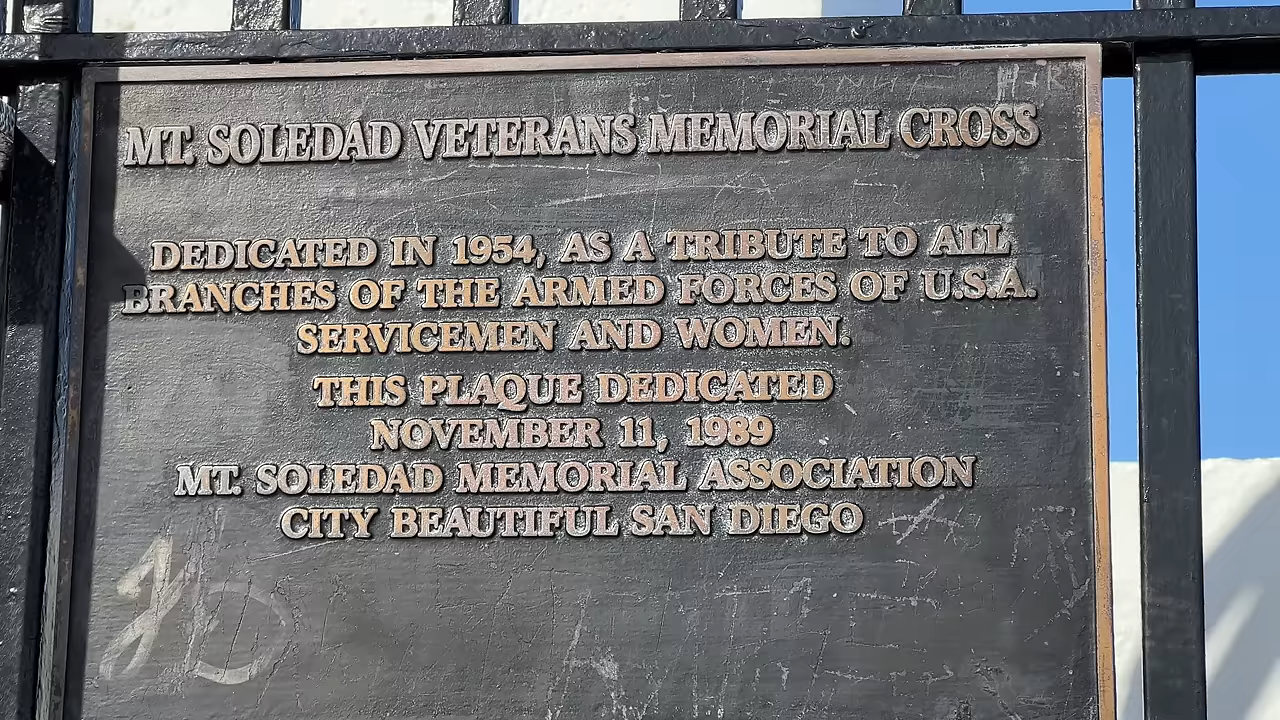 MT. SOLEDAD VETERANS MEMORIAL CROSS
DEDICATED IN 1954, AS A TRIBUTE TO ALL
BRANCHES OF THE ARMED FORCES OF U.S.A.
SERVICEMEN AND WOMEN.
THIS PLAQUE DEDICATED
NOVEMBER 11, 1989
MT. SOLEDAD MEMORIAL ASSOCIATION
CITY BEAUTIFUL SAN DIEGO